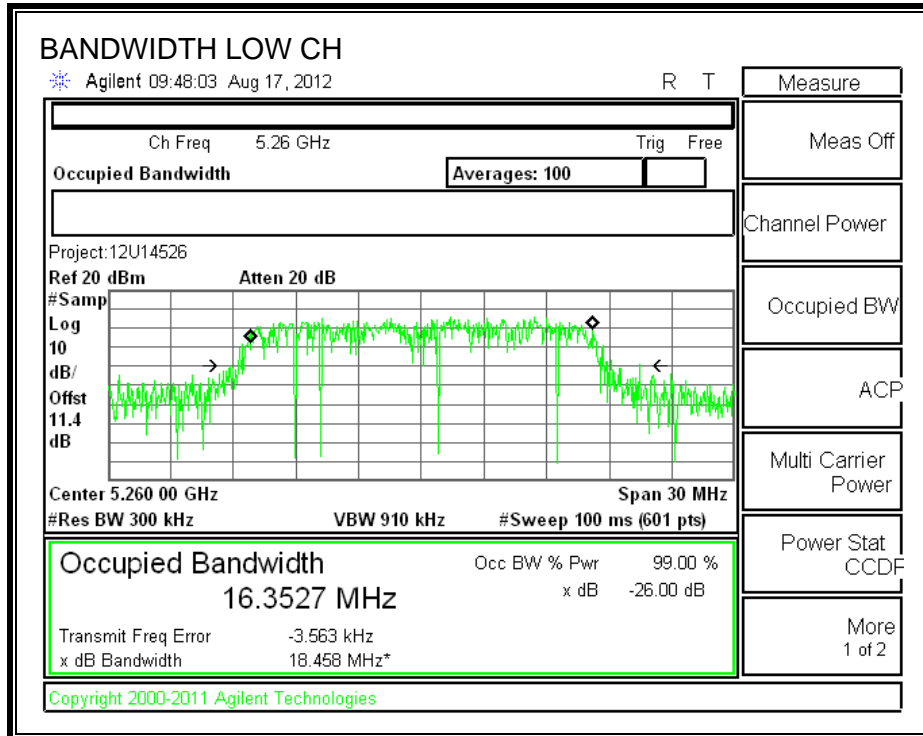 BANDWIDTH LOW CH
Agilent 09:48:03 Aug 17, 2012 R T
Measure
Ch Freq 5.26 GHz Trig Free
Meas Off
Occupied Bandwidth Averages: 100
Channel Power
Project:12U14526
Ref 20 dBm Atten 20 dB
#Samp
Log
10
dB/
Offst
11.4
dB
Occupied BW
ACP
Multi Carrier
Power
Center 5.260 00 GHz Span 30 MHz
#Res BW 300 kHz VBW 910 kHz #Sweep 100 ms (601 pts)
Occupied Bandwidth Occ BW % Pwr 99.00 %
16.3527 MHz x dB -26.00 dB
Transmit Freq Error -3.563 kHz
x dB Bandwidth 18.458 MHz*
Power Stat
CCDF
More
1 of 2
Copyright 2000-2011 Agilent Technologies